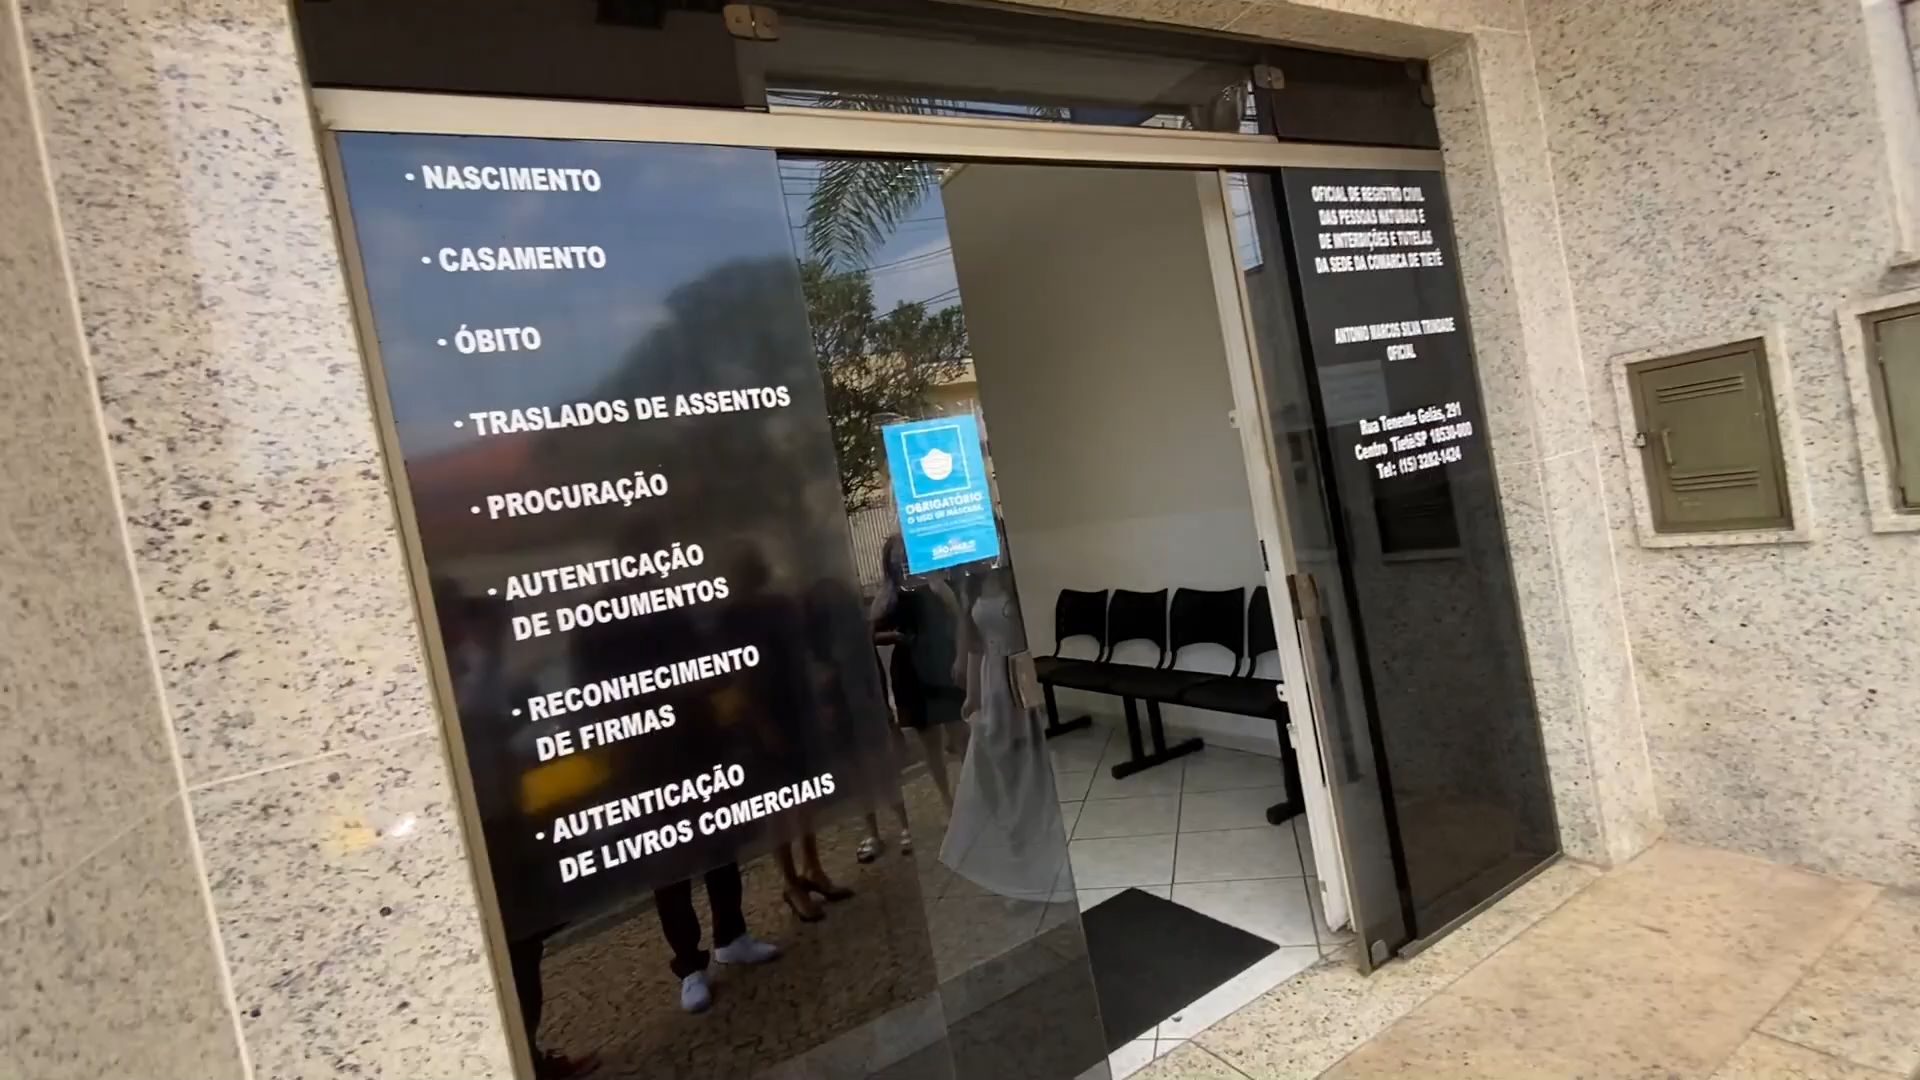 • NASCIMENTO
• CASAMENTO
• ÓBITO
• TRASLADOS DE ASSENTOS
• PROCURAÇÃO
• AUTENTICAÇÃO
DE DOCUMENTOS
• RECONHECIMENTO
DE FIRMAS
• AUTENTICAÇÃO
DE LIVROS COMERCIAIS
OBRIGATÓRIO
O USO DE MÁSCARA.
OFICIAL DE REGISTRO CIVIL
DAS PESSOAS NATURAIS E
DE INTERDIÇÕES E TUTELAS
DA SEDE DA COMARCA DE TIETÊ
ANTONIO MARCOS SILVA TRINDADE
OFICIAL
Rua Tenente Gelás, 291
Centro Tietê/SP 18530-000
Tel: (15) 3282-1424